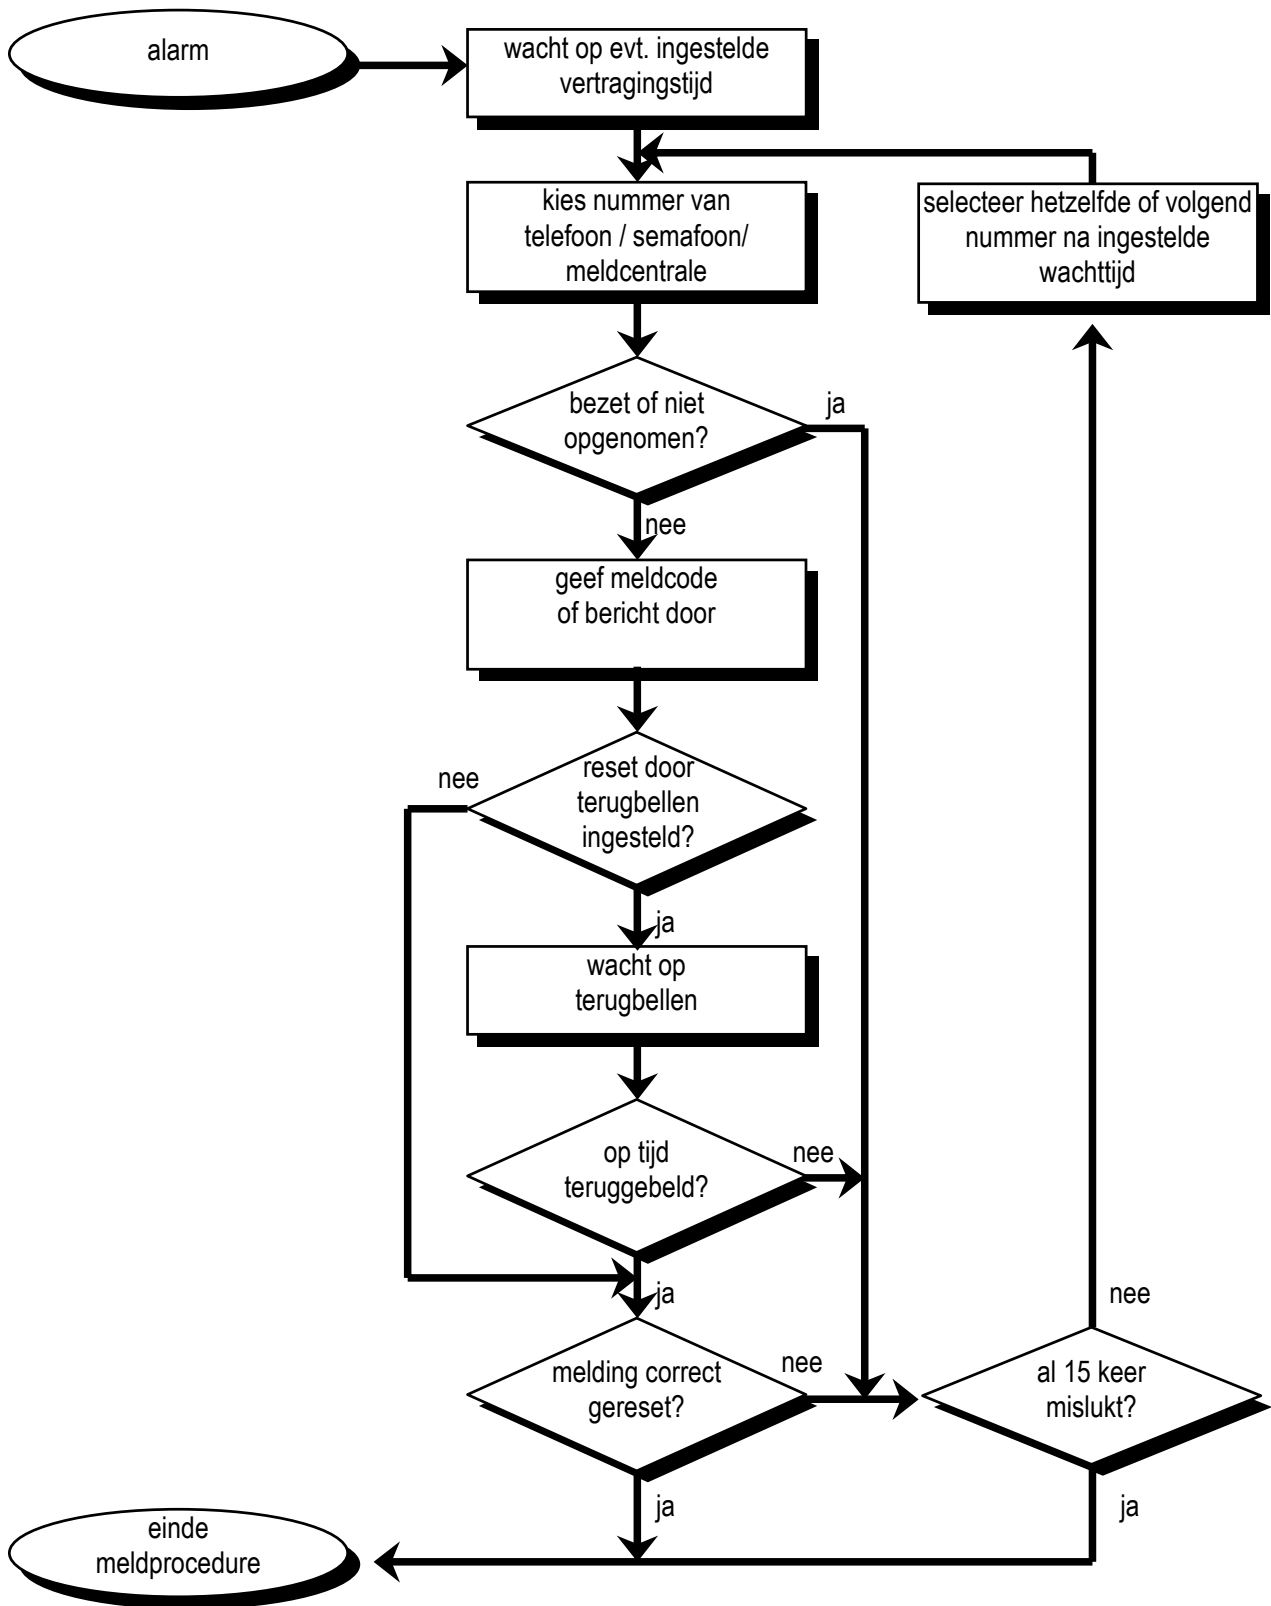 alarm
wacht op evt. ingestelde
vertragingstijd
kies nummer van
telefoon / semafoon/
meldcentrale
selecteer hetzelfde of volgend
nummer na ingestelde
wachttijd
bezet of niet
opgenomen?
ja
nee
geef meldcode
of bericht door
reset door
terugbellen
ingesteld?
nee
ja
wacht op
terugbellen
op tijd
teruggebeld?
nee
ja
melding correct
gereset?
nee
ja
al 15 keer
mislukt?
nee
ja
einde
meldprocedure